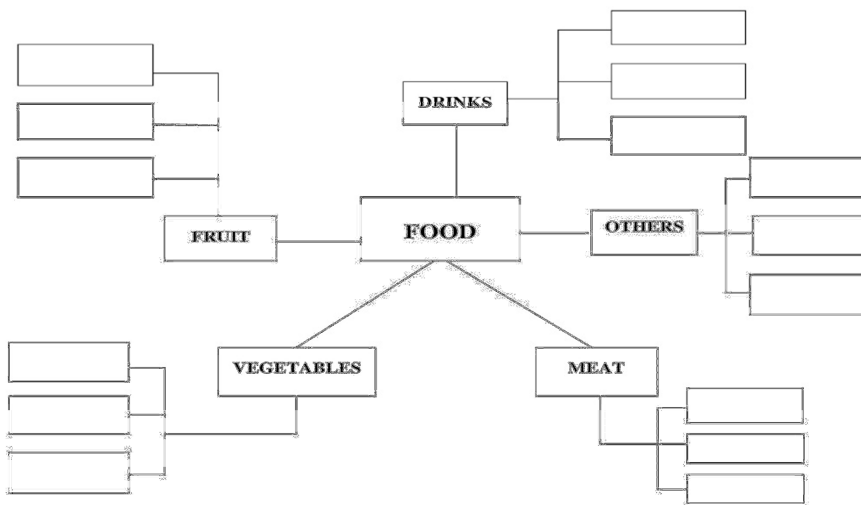 DRINKS
FRUIT
FOOD
OTHERS
VEGETABLES
MEAT